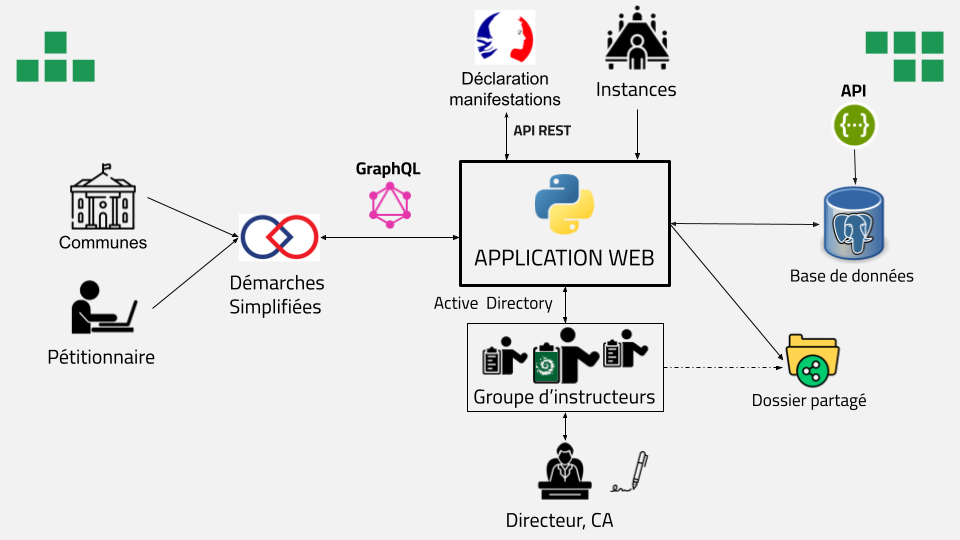 Déclaration
manifestations
Instances
API
API REST
GraphQL
{···}
Communes
APPLICATION WEB
Démarches
Simplifiées
Base de données
Active Directory
Pétitionnaire
Groupe d'instructeurs
Dossier partagé
Directeur, CA